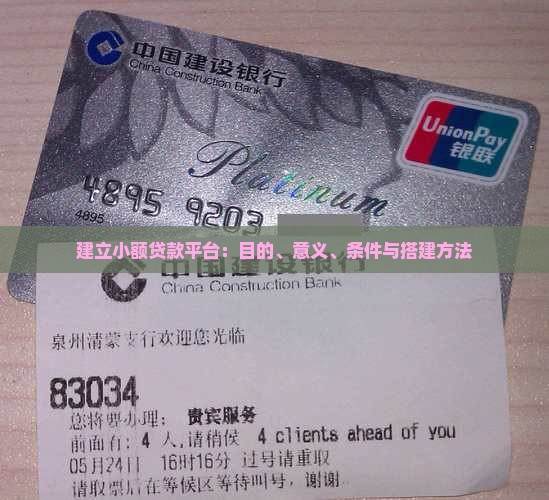 中国建设银行
China Construction Bank
UnionPay
银联
Platinum
4895 9203
4895
建立小额贷款平台：目的、意义、条件与搭建方法
中国建设银行
China Construction Bank
泉州清蒙支行欢迎您光临
83034
您将要办理： 贵宾服务
前面有: 4 人,请稍侯 4 clients ahead of you
05月24日 16时16分 过号请重取
请取票后在等候区等待叫号，谢谢